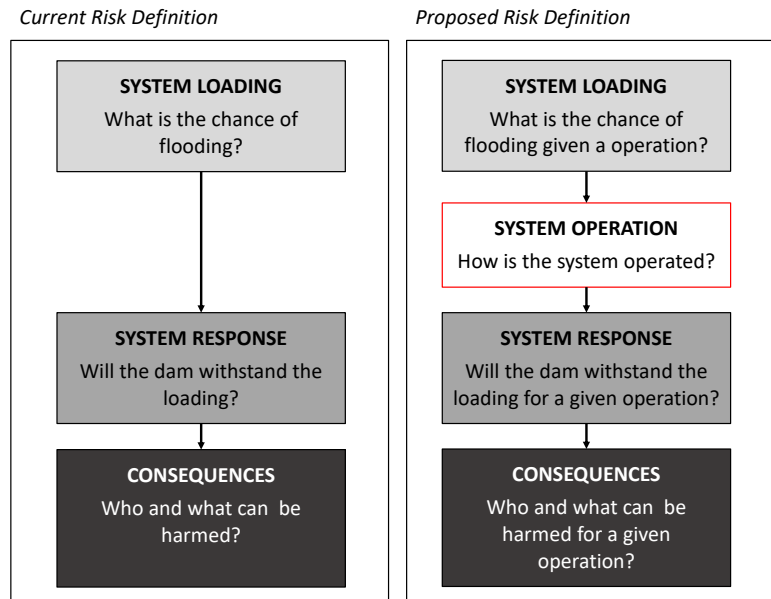 Current Risk Definition
SYSTEM LOADING
What is the chance of
flooding?
SYSTEM RESPONSE
Will the dam withstand the
loading?
CONSEQUENCES
Who and what can be
harmed?
Proposed Risk Definition
SYSTEM LOADING
What is the chance of
flooding given a operation?
SYSTEM OPERATION
How is the system operated?
SYSTEM RESPONSE
Will the dam withstand the
loading for a given operation?
CONSEQUENCES
Who and what can be
harmed for a given
operation?